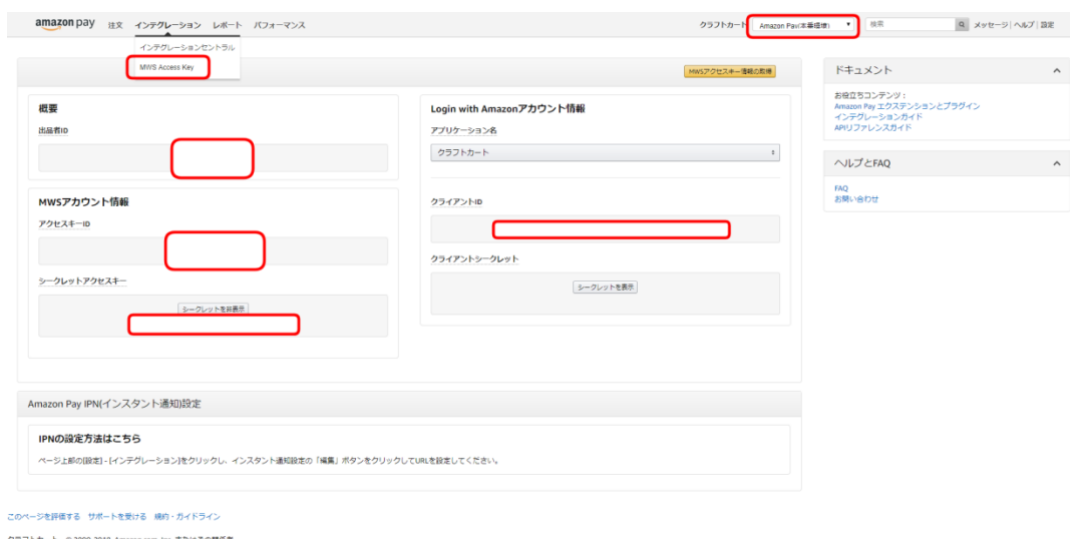 amazon pay 注文 インテグレーション レポート パフォーマンス クラフトカート Amazon Pay(本番環境) 検索 メッセージ | ヘルプ | 設定
インテグレーションセントラル
MWS Access Key
MWSアクセスキー情報の取得
概要
出品者ID
MWSアカウント情報
アクセスキーID
シークレットアクセスキー
シークレットを非表示
Login with Amazonアカウント情報
アプリケーション名
クラフトカート
クライアントID
クライアントシークレット
シークレットを表示
ドキュメント
お役立ちコンテンツ：
Amazon Pay エクステンションとプラグイン
インテグレーションガイド
APIリファレンスガイド
ヘルプとFAQ
FAQ
お問い合わせ
Amazon Pay IPN(インスタント通知)設定
IPNの設定方法はこちら
ページ上部の[設定] - [インテグレーション]をクリックし、インスタント通知設定の「編集」ボタンをクリックしてURLを設定してください。
このページを評価する サポートを受ける 規約・ガイドライン